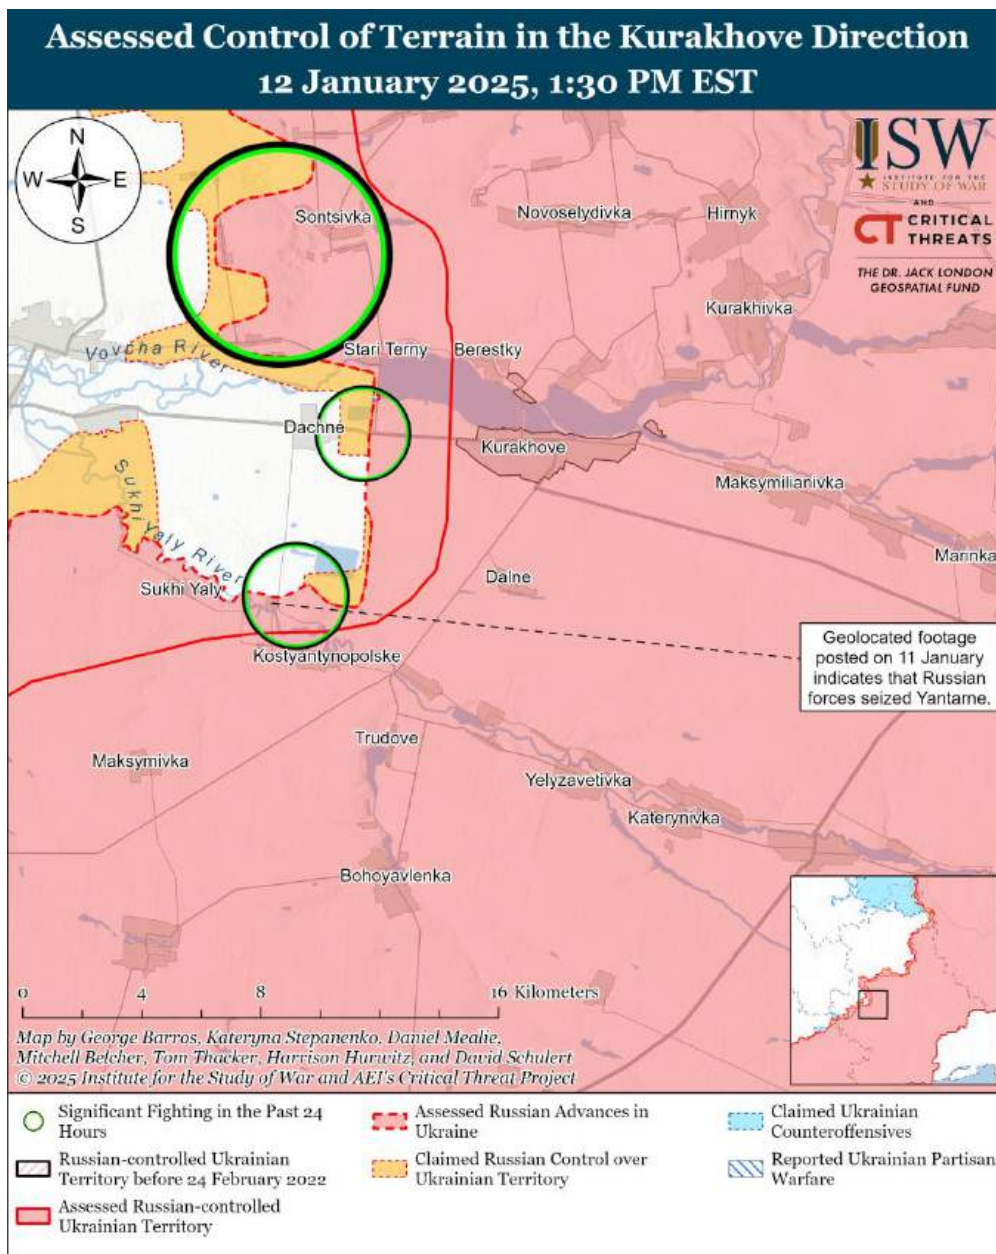 Assessed Control of Terrain in the Kurakhove Direction
12 January 2025, 1:30 PM EST
N
W
E
S
ISW
INSTITUTE FOR THE
STUDY OF WAR
AND
CT CRITICAL
THREATS
THE DR. JACK LONDON
GEOSPATIAL FUND
Sontsivka
Novoselydivka
Hirnyk
Kurakhivka
Vovcha River
Stari Terny
Berestky
Dachne
Kurakhove
Maksymilianivka
Sukhi Yaly River
Marinka
Sukhi Yaly
Dalne
Geolocated footage
posted on 11 January
indicates that Russian
forces seized Yantarne.
Kostyantynopolske
Trudove
Maksymivka
Yelyzavetivka
Katerynivka
Bohoyavlenka
0
4
8
16 Kilometers
Map by George Barros, Kateryna Stepanenko, Daniel Mealie,
Mitchell Belcher, Tom Thacker, Harrison Hurwitz, and David Schulert
© 2025 Institute for the Study of War and AEI's Critical Threat Project
Significant Fighting in the Past 24
Hours
Russian-controlled Ukrainian
Territory before 24 February 2022
Assessed Russian-controlled
Ukrainian Territory
Assessed Russian Advances in
Ukraine
Claimed Russian Control over
Ukrainian Territory
Claimed Ukrainian
Counteroffensives
Reported Ukrainian Partisan
Warfare